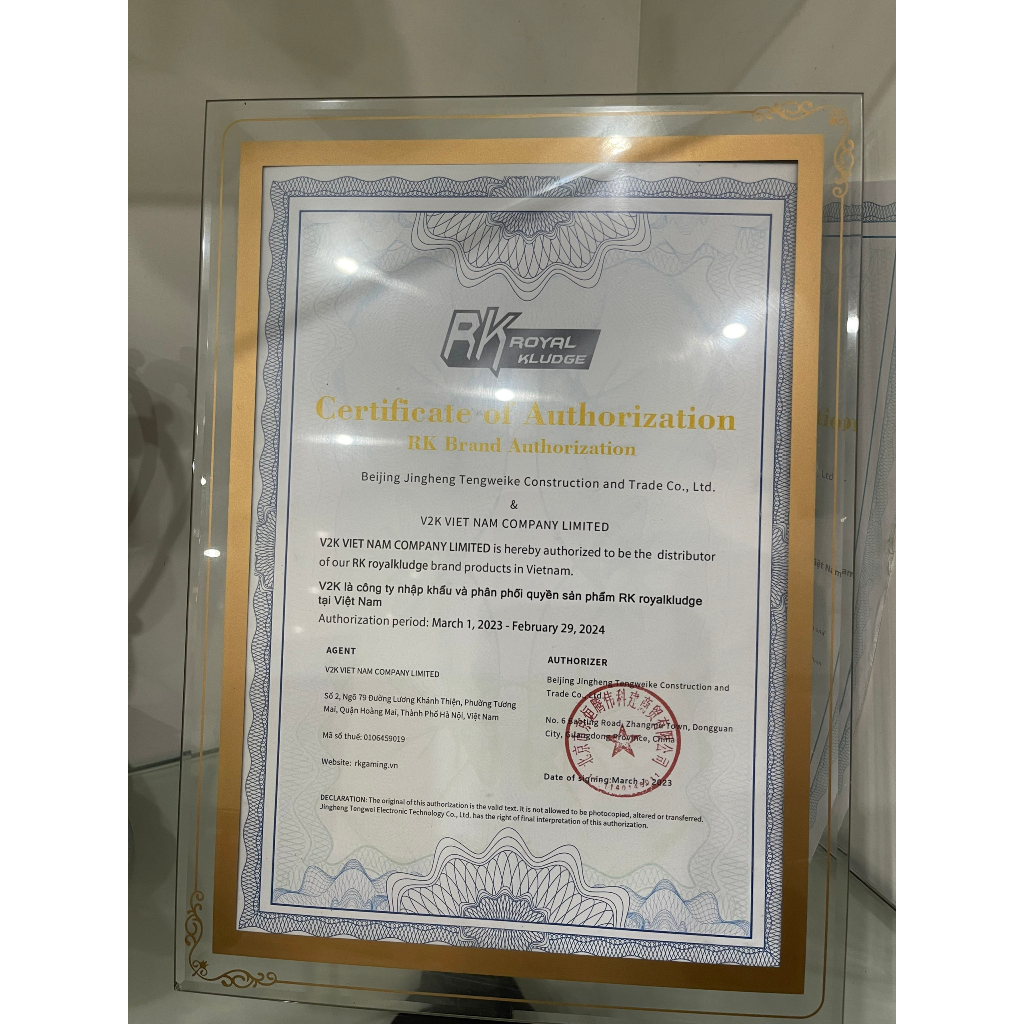 RK ROYAL
KLUDGE
Certificate of Authorization
RK Brand Authorization
Beijing Jingheng Tengweike Construction and Trade Co., Ltd.
&
V2K VIET NAM COMPANY LIMITED
V2K VIET NAM COMPANY LIMITED is hereby authorized to be the distributor
of our RK royalkludge brand products in Vietnam.
V2K là công ty nhập khẩu và phân phối quyền sản phẩm RK royalkludge
tại Việt Nam
Authorization period: March 1, 2023 - February 29, 2024
AGENT
V2K VIET NAM COMPANY LIMITED
Số 2, Ngõ 79 Đường Lương Khánh Thiện, Phường Tương
Mai, Quận Hoàng Mai, Thành Phố Hà Nội, Việt Nam
Mã số thuế: 0106459019
Website: rkgaming.vn
AUTHORIZER
Beijing Jingheng Tengweike Construction and
Trade Co., Ltd.
No. 6 Baoting Road, Zhangmu Town, Dongguan
City, Guangdong Province, China
Date of signing:March 1, 2023
DECLARATION: The original of this authorization is the valid text. It is not allowed to be photocopied, altered or transferred.
Jingheng Tengwei Electronic Technology Co., Ltd. has the right of final interpretation of this authorization.